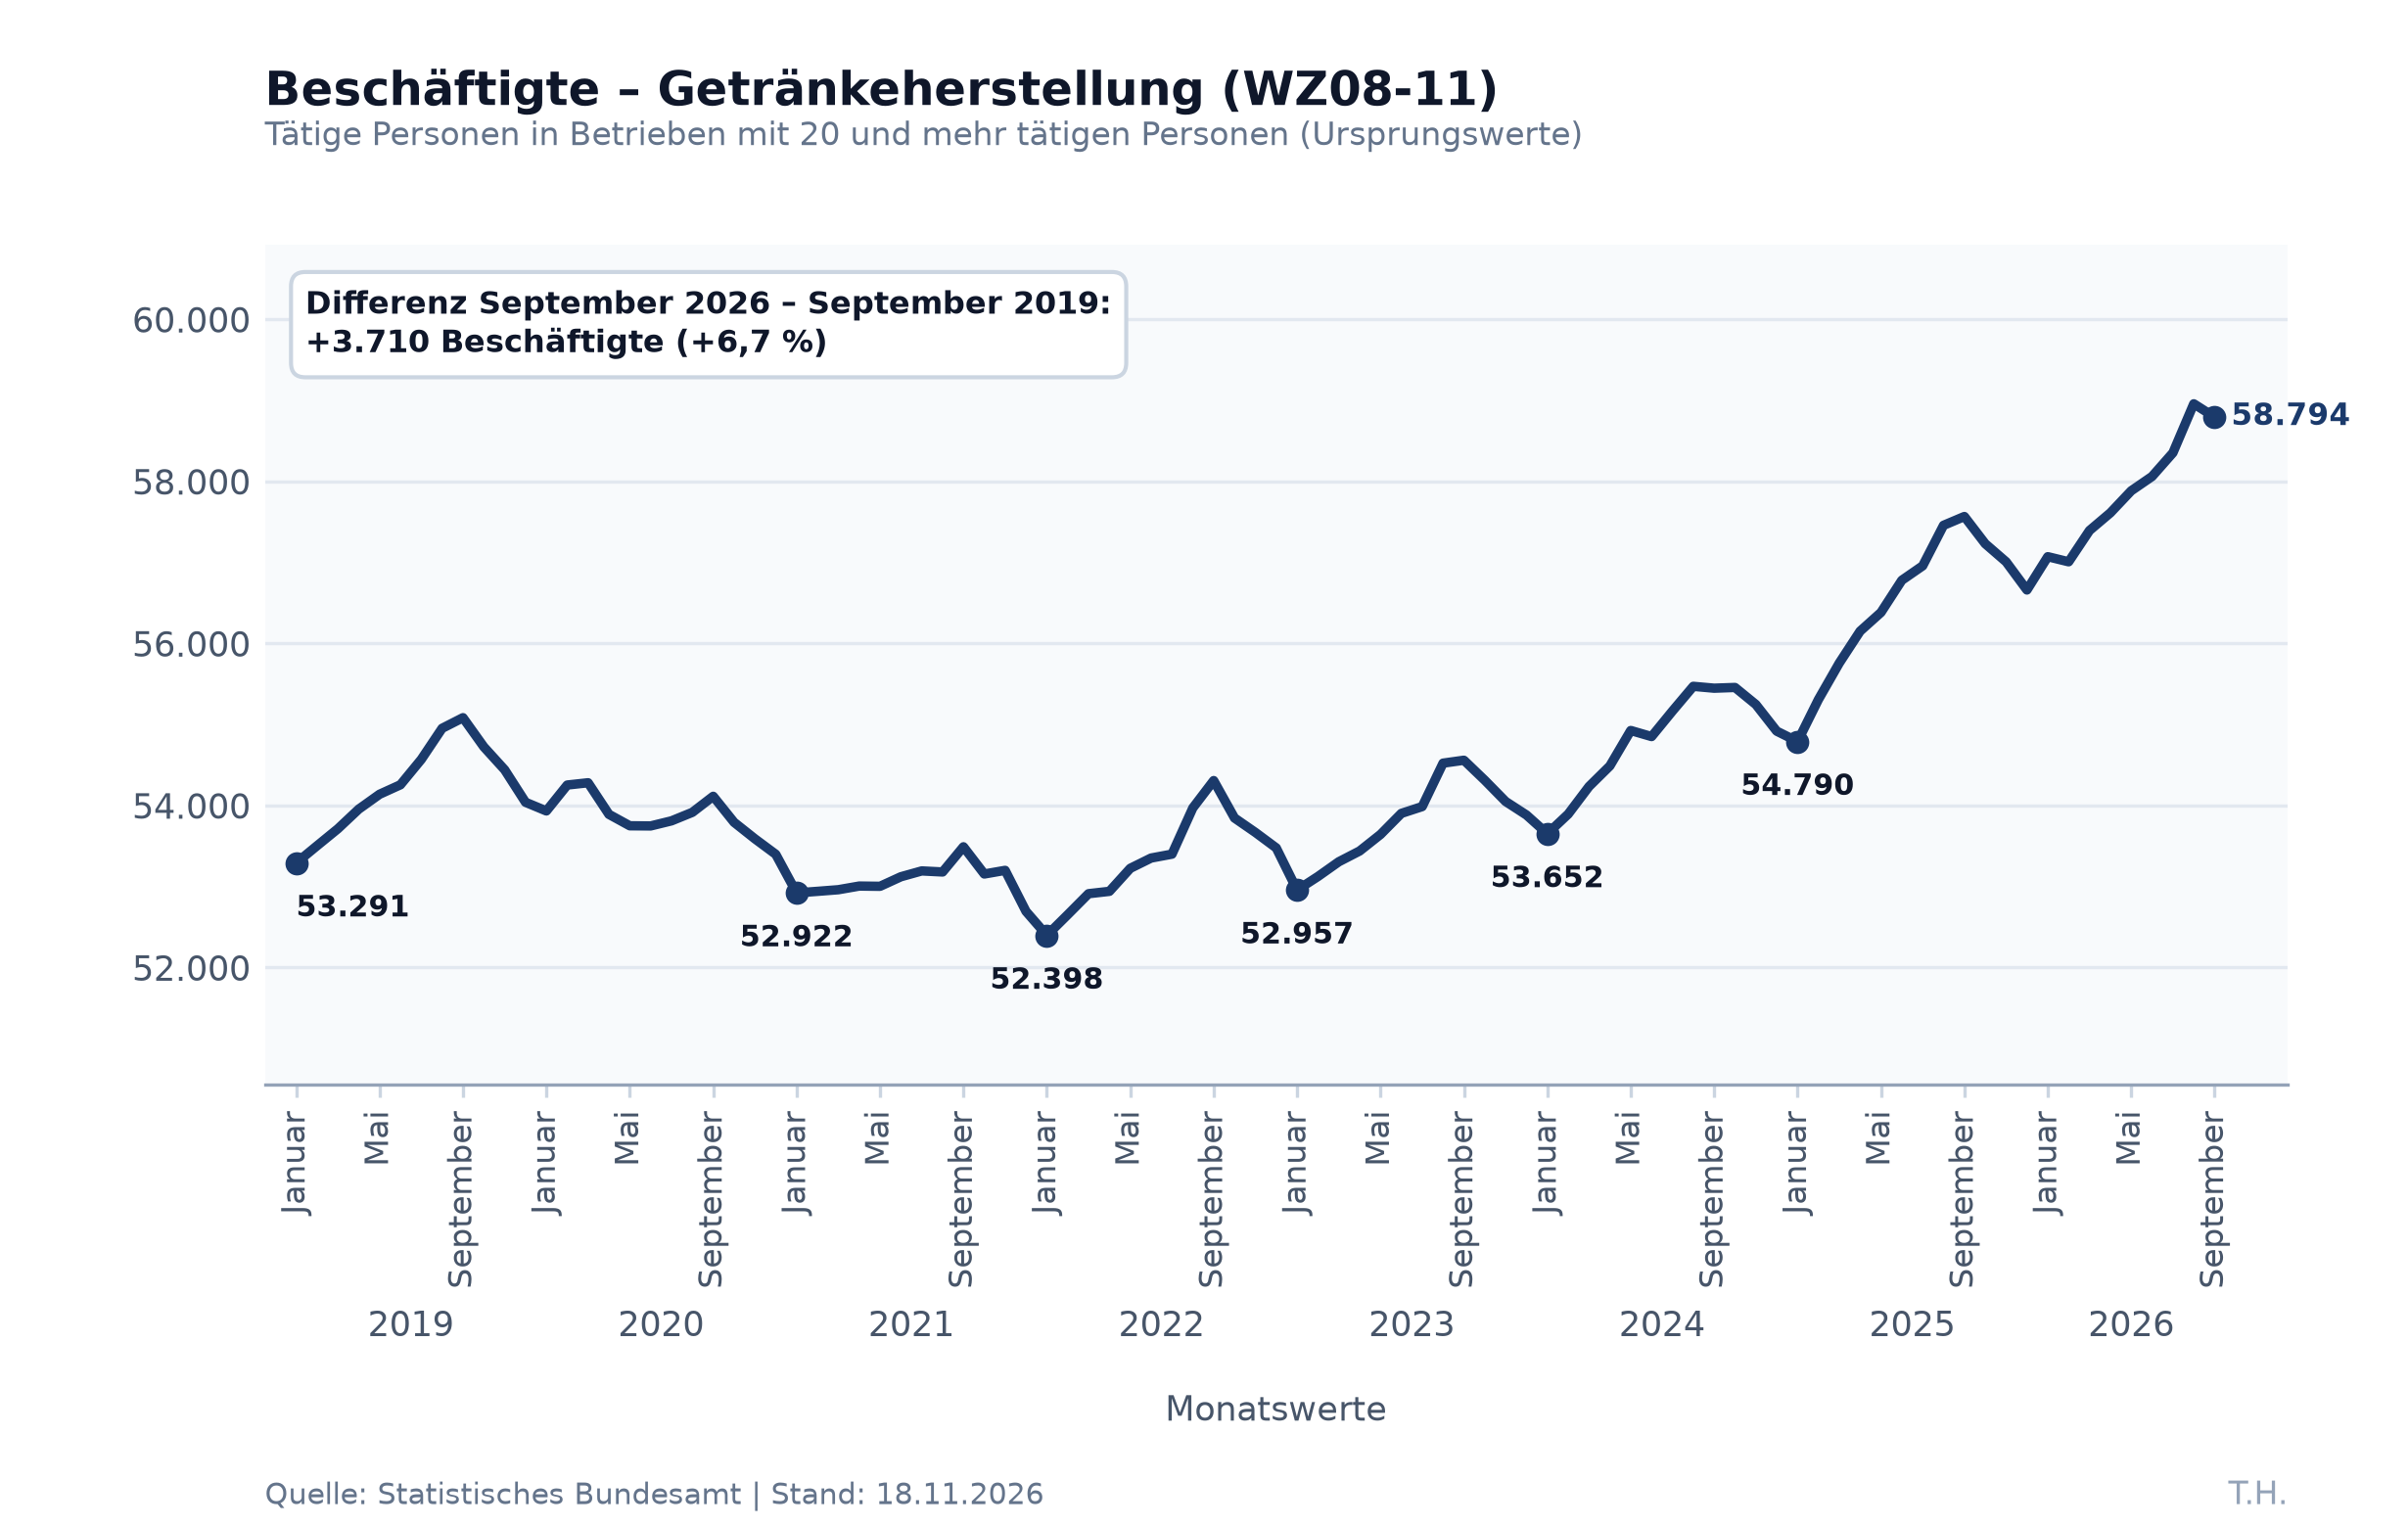 Beschäftigte – Getränkeherstellung (WZ08-11)
Tätige Personen in Betrieben mit 20 und mehr tätigen Personen (Ursprungswerte)
Differenz September 2026 – September 2019:
+3.710 Beschäftigte (+6,7 %)
60.000
58.000
56.000
54.000
52.000
58.794
54.790
53.652
53.291
52.922
52.957
52.398
Januar
Mai
September
Januar
Mai
September
Januar
Mai
September
Januar
Mai
September
Januar
Mai
September
Januar
Mai
September
Januar
Mai
September
Januar
Mai
September
2019 2020 2021 2022 2023 2024 2025 2026
Monatswerte
Quelle: Statistisches Bundesamt | Stand: 18.11.2026
T.H.